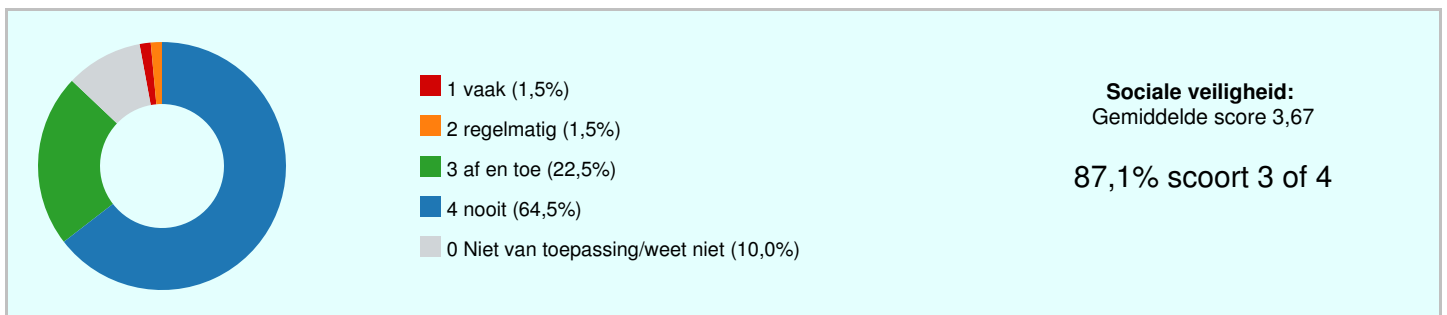 1 vaak (1,5%)
2 regelmatig (1,5%)
3 af en toe (22,5%)
4 nooit (64,5%)
0 Niet van toepassing/weet niet (10,0%)
Sociale veiligheid:
Gemiddelde score 3,67
87,1% scoort 3 of 4